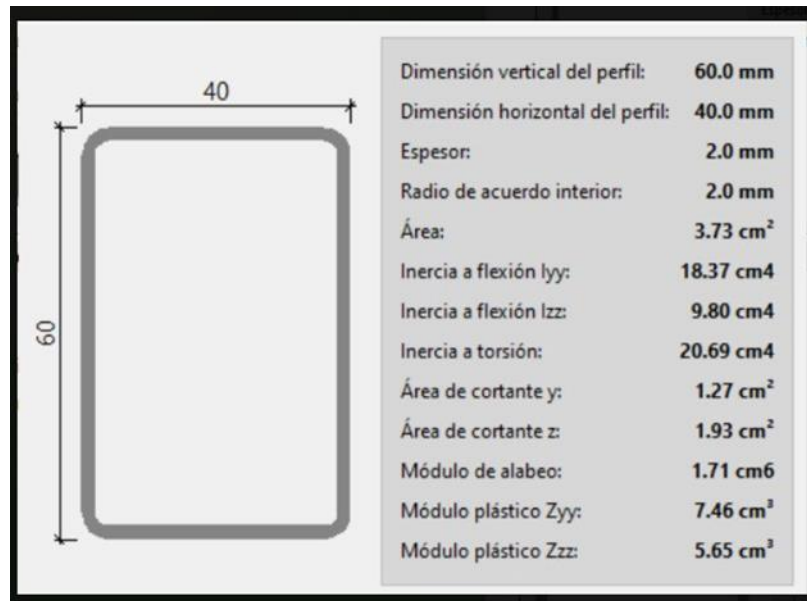 40
60
Dimensión vertical del perfil: 60.0 mm
Dimensión horizontal del perfil: 40.0 mm
Espesor: 2.0 mm
Radio de acuerdo interior: 2.0 mm
Área: 3.73 cm²
Inercia a flexión Iyy: 18.37 cm4
Inercia a flexión Izz: 9.80 cm4
Inercia a torsión: 20.69 cm4
Área de cortante y: 1.27 cm²
Área de cortante z: 1.93 cm²
Módulo de alabeo: 1.71 cm6
Módulo plástico Zyy: 7.46 cm³
Módulo plástico Zzz: 5.65 cm³